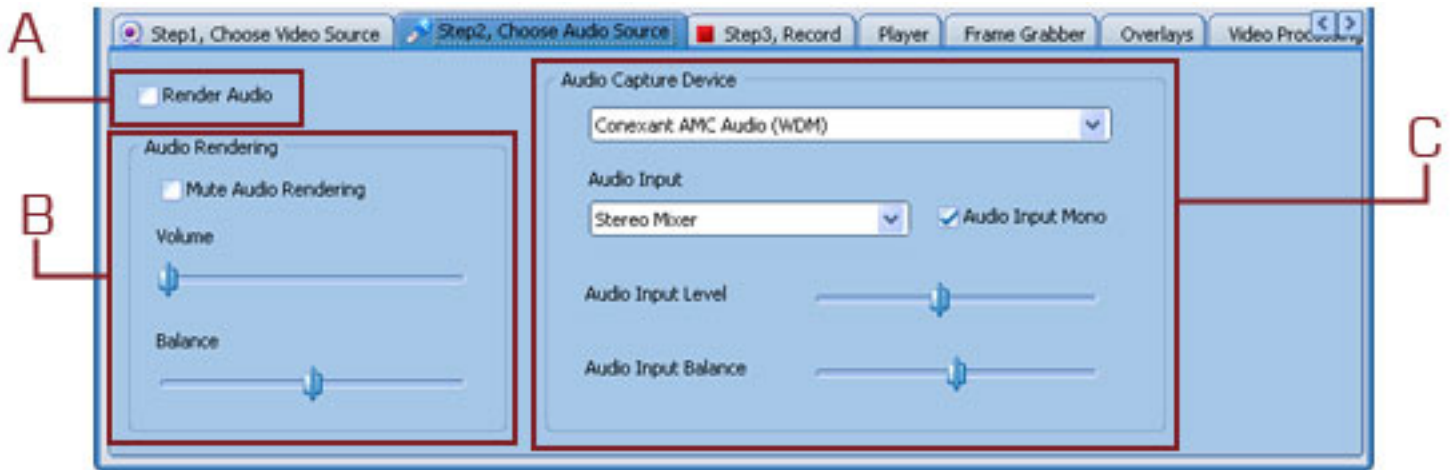 A
B
C
Step1, Choose Video Source
Step2, Choose Audio Source
Step3, Record
Player
Frame Grabber
Overlays
Video Processing
Render Audio
Audio Rendering
Mute Audio Rendering
Volume
Balance
Audio Capture Device
Conexant AMC Audio (WDM)
Audio Input
Stereo Mixer
Audio Input Mono
Audio Input Level
Audio Input Balance